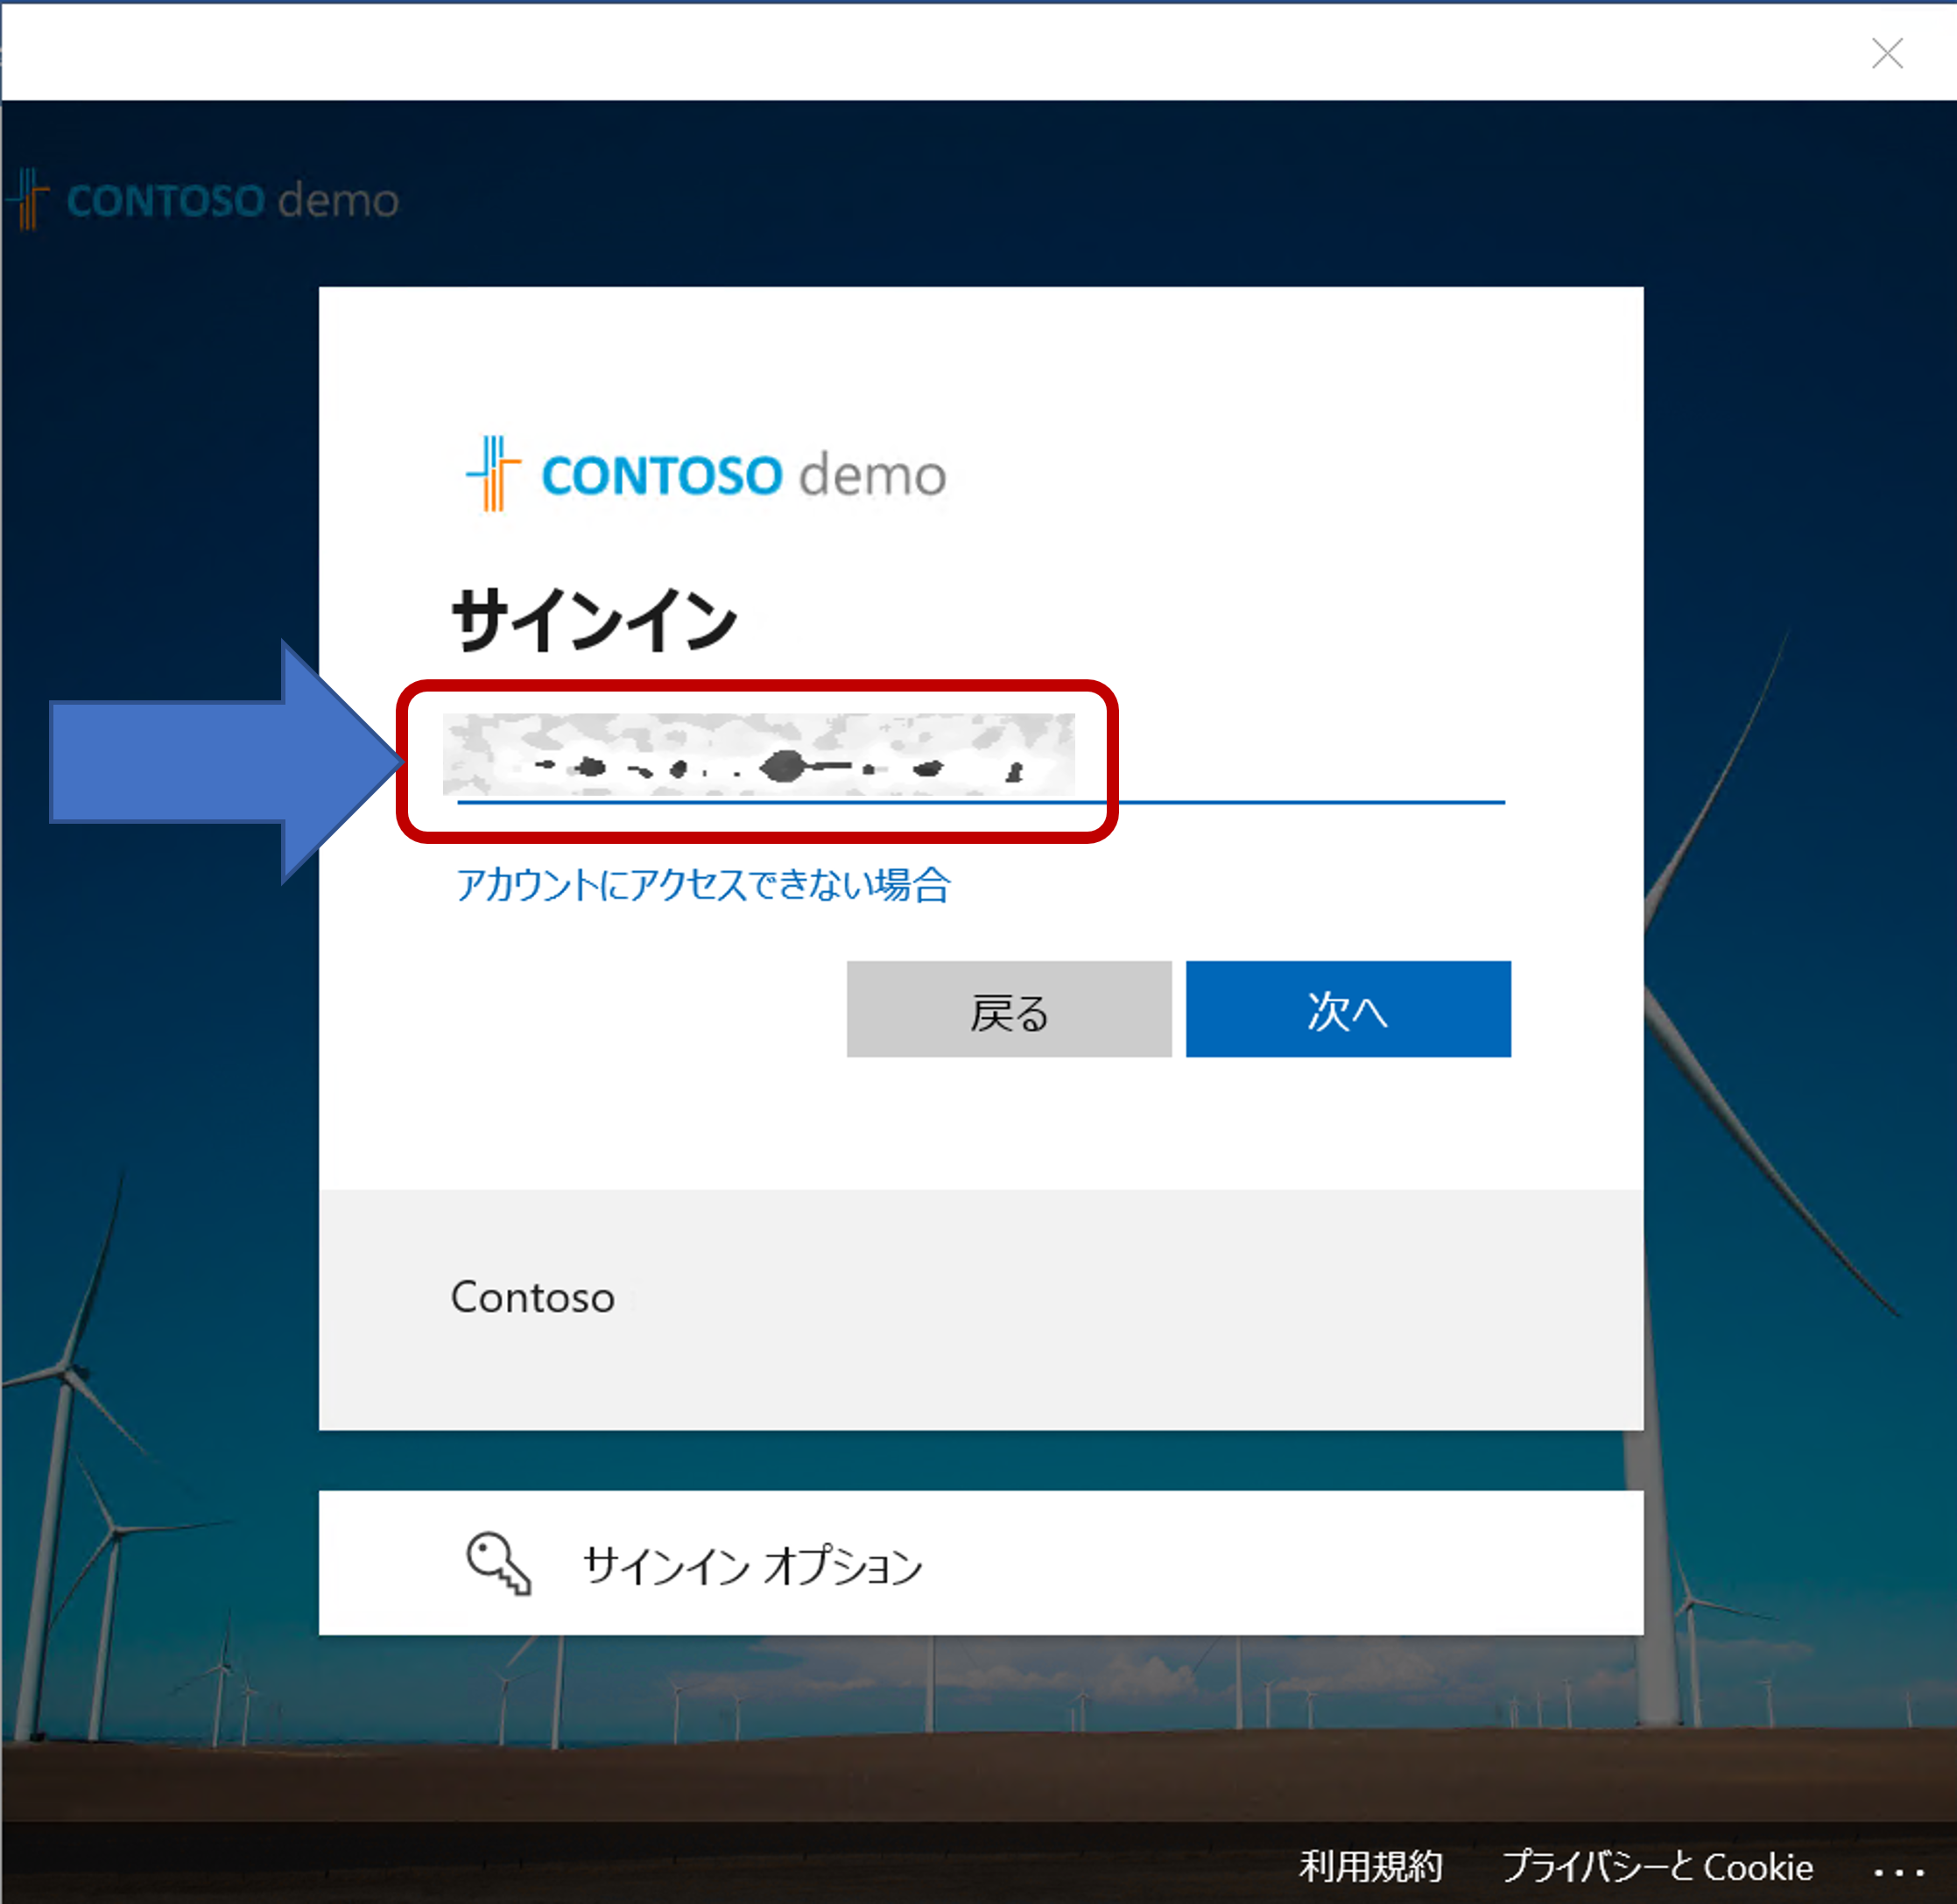 CONTOSO demo
CONTOSO demo
サインイン
アカウントにアクセスできない場合
戻る 次へ
Contoso
サインイン オプション
利用規約 プライバシーと Cookie ...